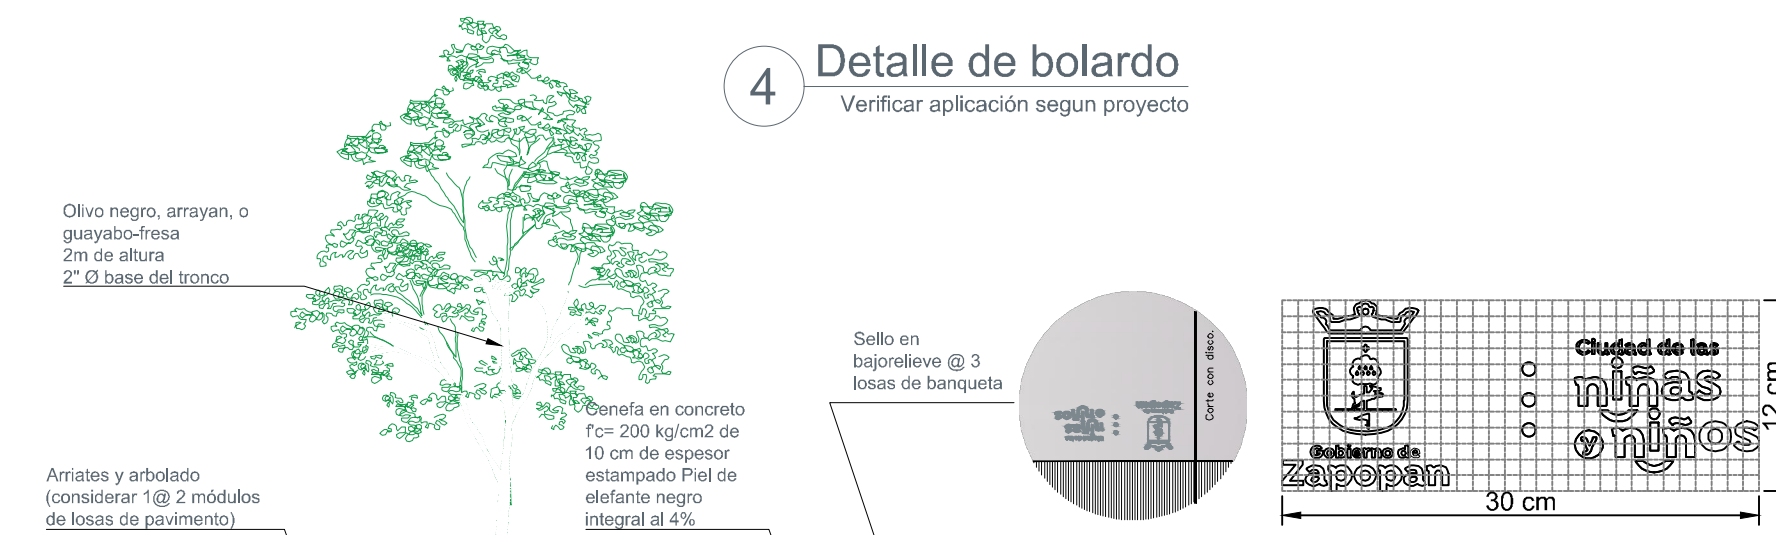 4
Detalle de bolardo
Verificar aplicación segun proyecto
Olivo negro, arrayan, o
guayabo-fresa
2m de altura
2" Ø base del tronco
Arriates y arbolado
(considerar 1@ 2 módulos
de losas de pavimento)
Cenefa en concreto
f'c= 200 kg/cm2 de
10 cm de espesor
estampado Piel de
elefante negro
integral al 4%
Sello en
bajorelieve @ 3
losas de banqueta
Corte con disco.
Gobierno de
Zapopan
Ciudad de las
niñas
y niños
30 cm
12 cm